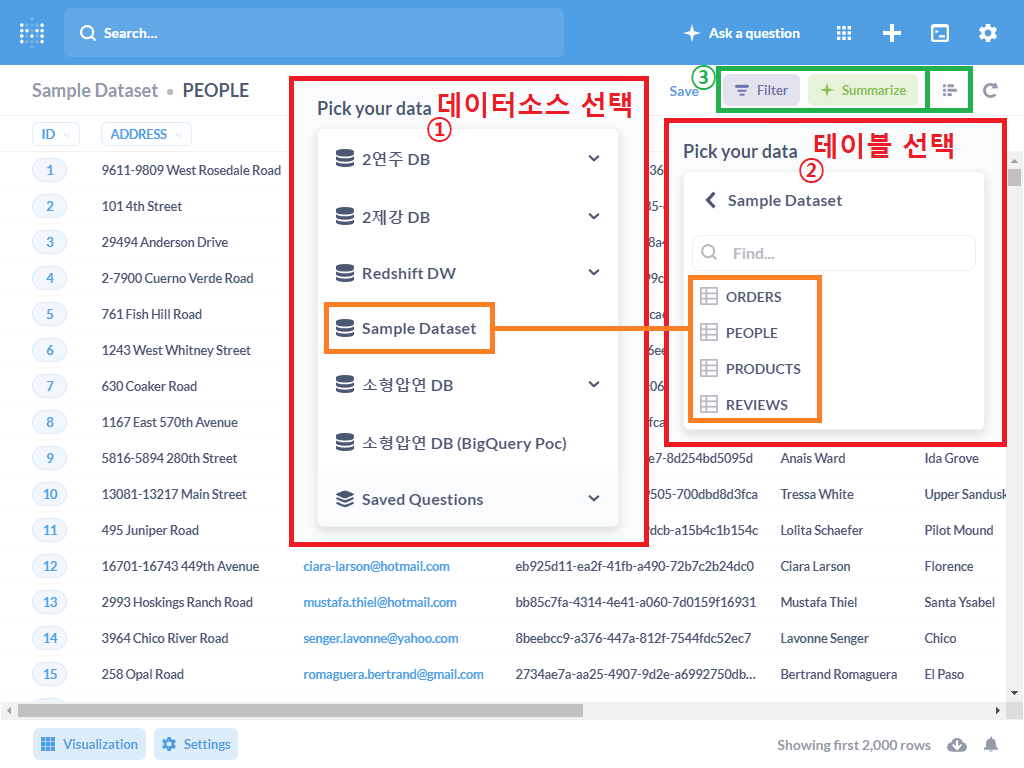 Search...
Ask a question
Sample Dataset • PEOPLE
Save
③
Filter
Summarize
Pick your data 데이터소스 선택
①
2연주 DB
2제강 DB
Redshift DW
Sample Dataset
소형압연 DB
소형압연 DB (BigQuery Poc)
Saved Questions
Pick your data 테이블 선택
②
Sample Dataset
Find...
ORDERS
PEOPLE
PRODUCTS
REVIEWS
ID ADDRESS
1 9611-9809 West Rosedale Road
2 101 4th Street
3 29494 Anderson Drive
4 2-7900 Cuerno Verde Road
5 761 Fish Hill Road
6 1243 West Whitney Street
7 630 Coaker Road
8 1167 East 570th Avenue
9 5816-5894 280th Street e7-8d254bd5095d Anais Ward Ida Grove
10 13081-13217 Main Street 9505-700dbd8d3fca Tressa White Upper Sandusk
11 495 Juniper Road dcb-a15b4c1b154c Lolita Schaefer Pilot Mound
12 16701-16743 449th Avenue ciara-larson@hotmail.com eb925d11-ea2f-41fb-a490-72b7c2b24dc0 Ciara Larson Florence
13 2993 Hoskings Ranch Road mustafa.thiel@hotmail.com bb85c7fa-4314-4e41-a060-7d0159f16931 Mustafa Thiel Santa Ysabel
14 3964 Chico River Road senger.lavonne@yahoo.com 8beebcc9-a376-447a-812f-7544fdc52ec7 Lavonne Senger Chico
15 258 Opal Road romaguera.bertrand@gmail.com 2734ae7a-aa25-4907-9d2e-a6992750db... Bertrand Romaguera El Paso
Visualization
Settings
Showing first 2,000 rows